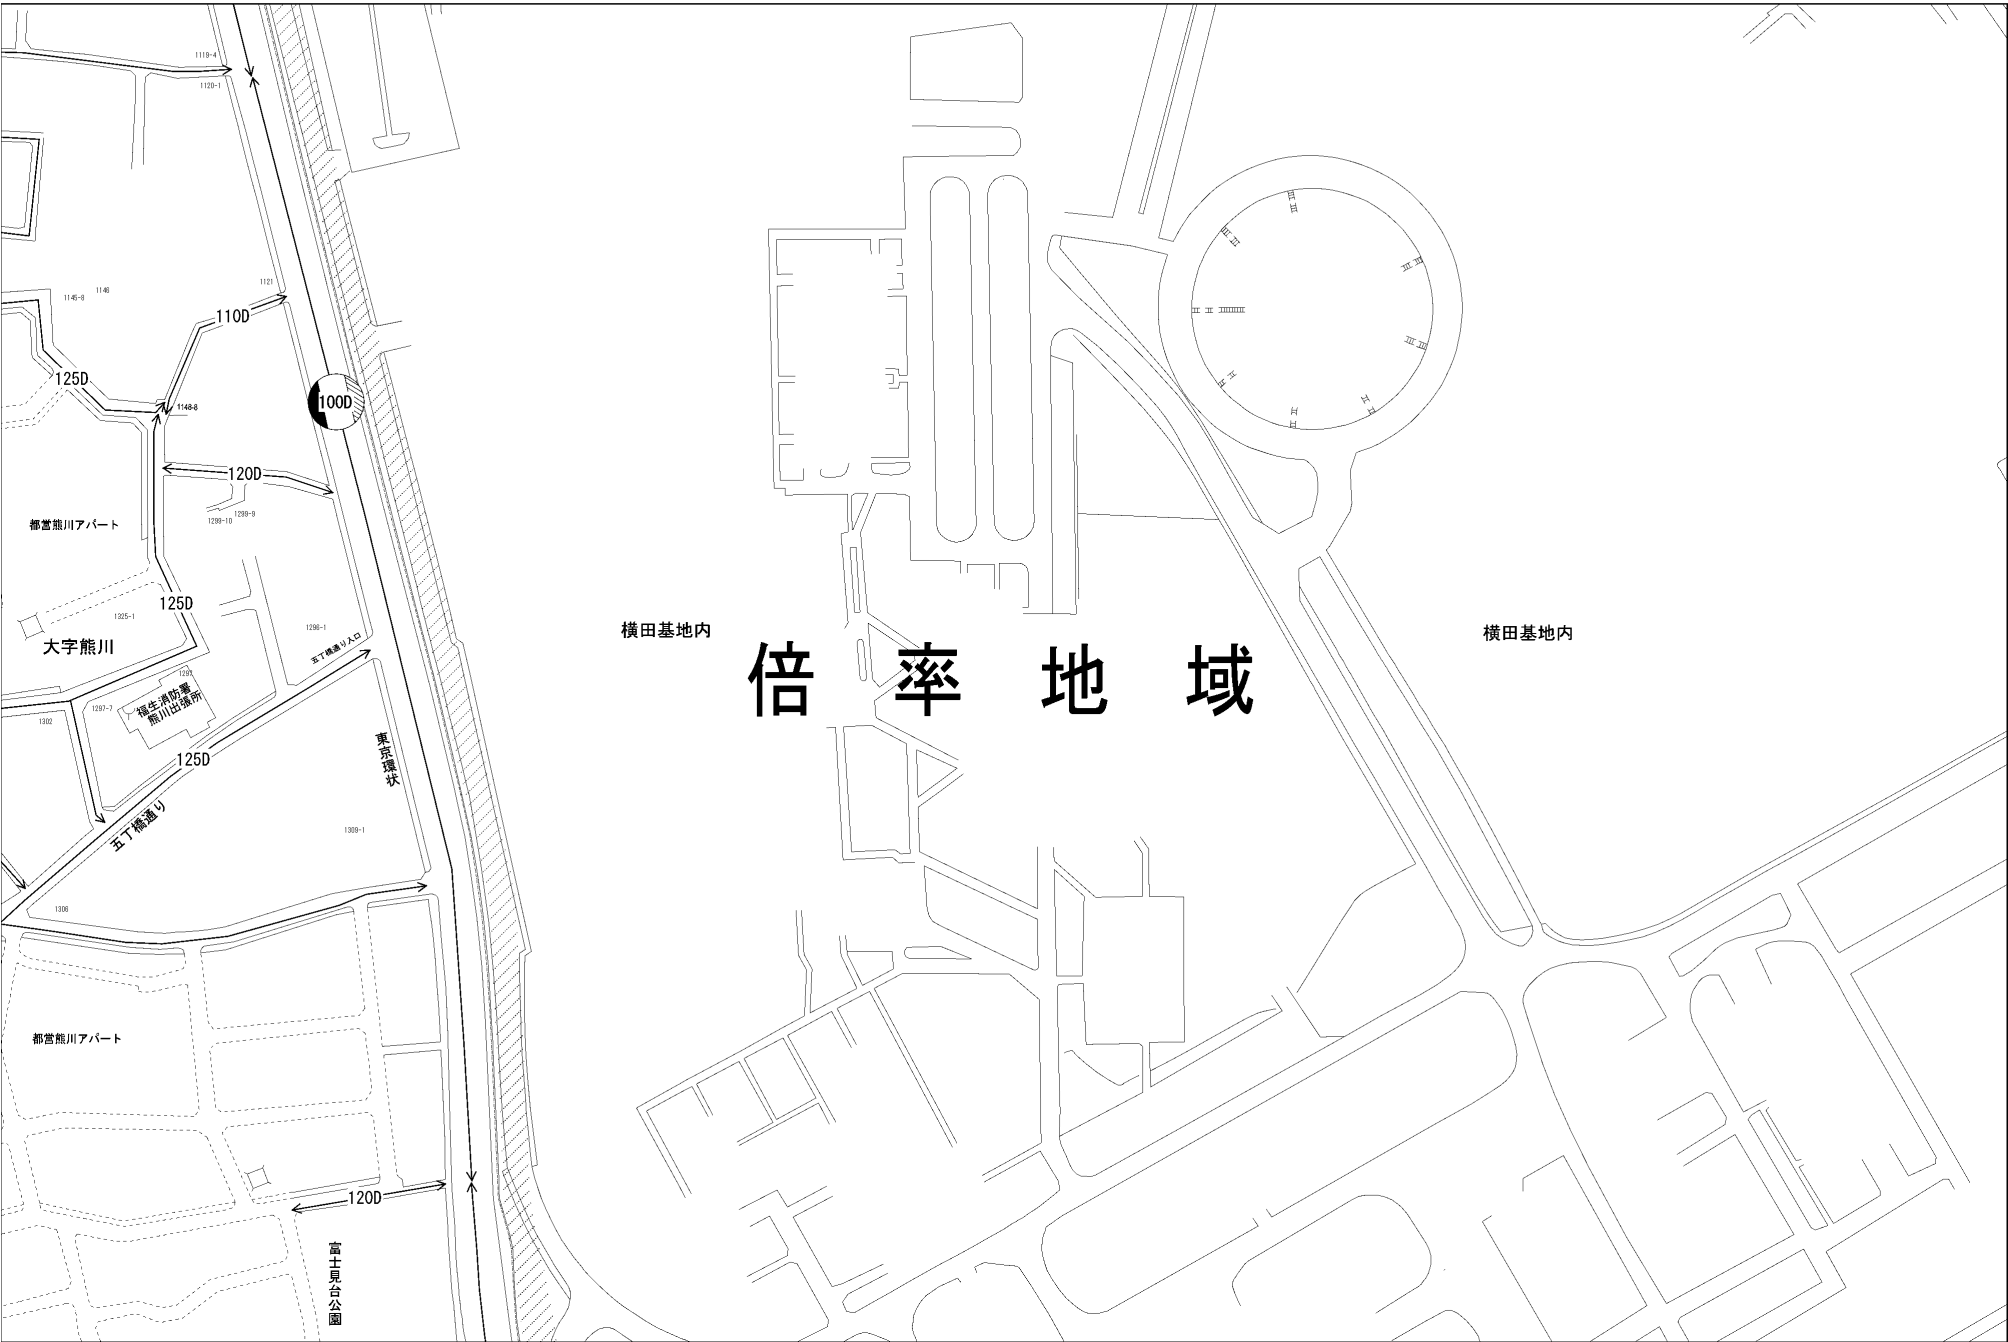 1119-4
1120-1
1121
1146
1145-8
110D
125D
100D
1148-8
120D
1299-9
1299-10
都営熊川アパート
125D
1325-1
1296-1
大字熊川
五丁橋通り入口
横田基地内
横田基地内
倍率地域
1297
福生消防署
熊川出張所
1297-7
1302
125D
東京環状
五丁橋通り
1309-1
1306
都営熊川アパート
120D
富士見台公園